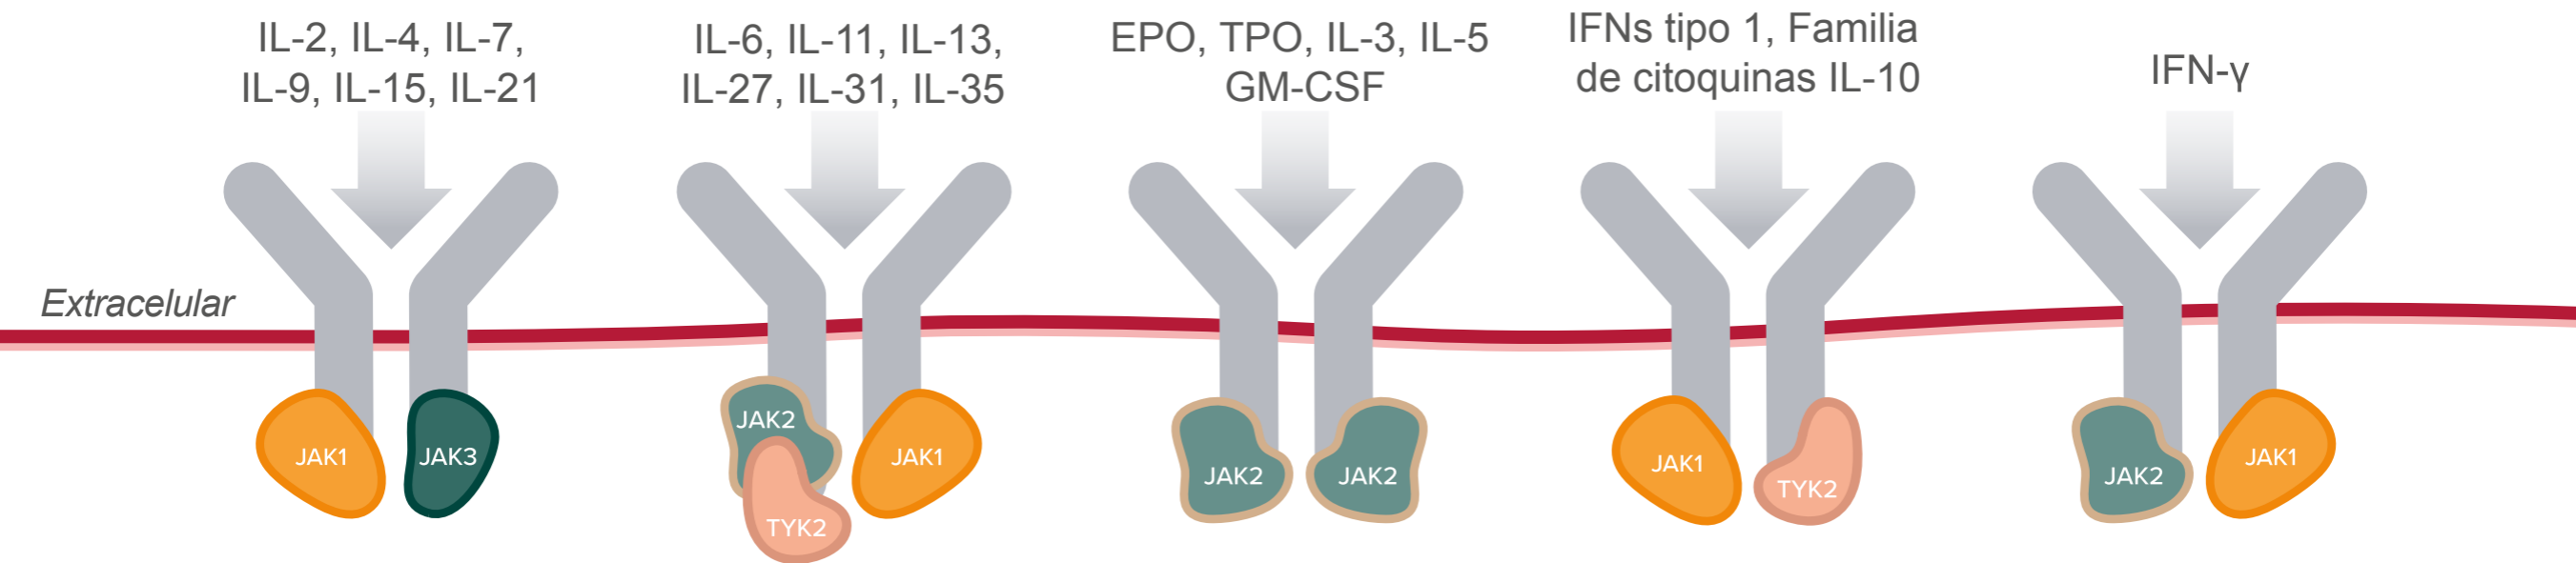 IL-2, IL-4, IL-7,
IL-9, IL-15, IL-21
IL-6, IL-11, IL-13,
IL-27, IL-31, IL-35
EPO, TPO, IL-3, IL-5
GM-CSF
IFNs tipo 1, Familia
de citoquinas IL-10
IFN-γ
Extracelular
JAK1
JAK3
JAK2
TYK2
JAK1
JAK2
JAK2
JAK1
TYK2
JAK2
JAK1